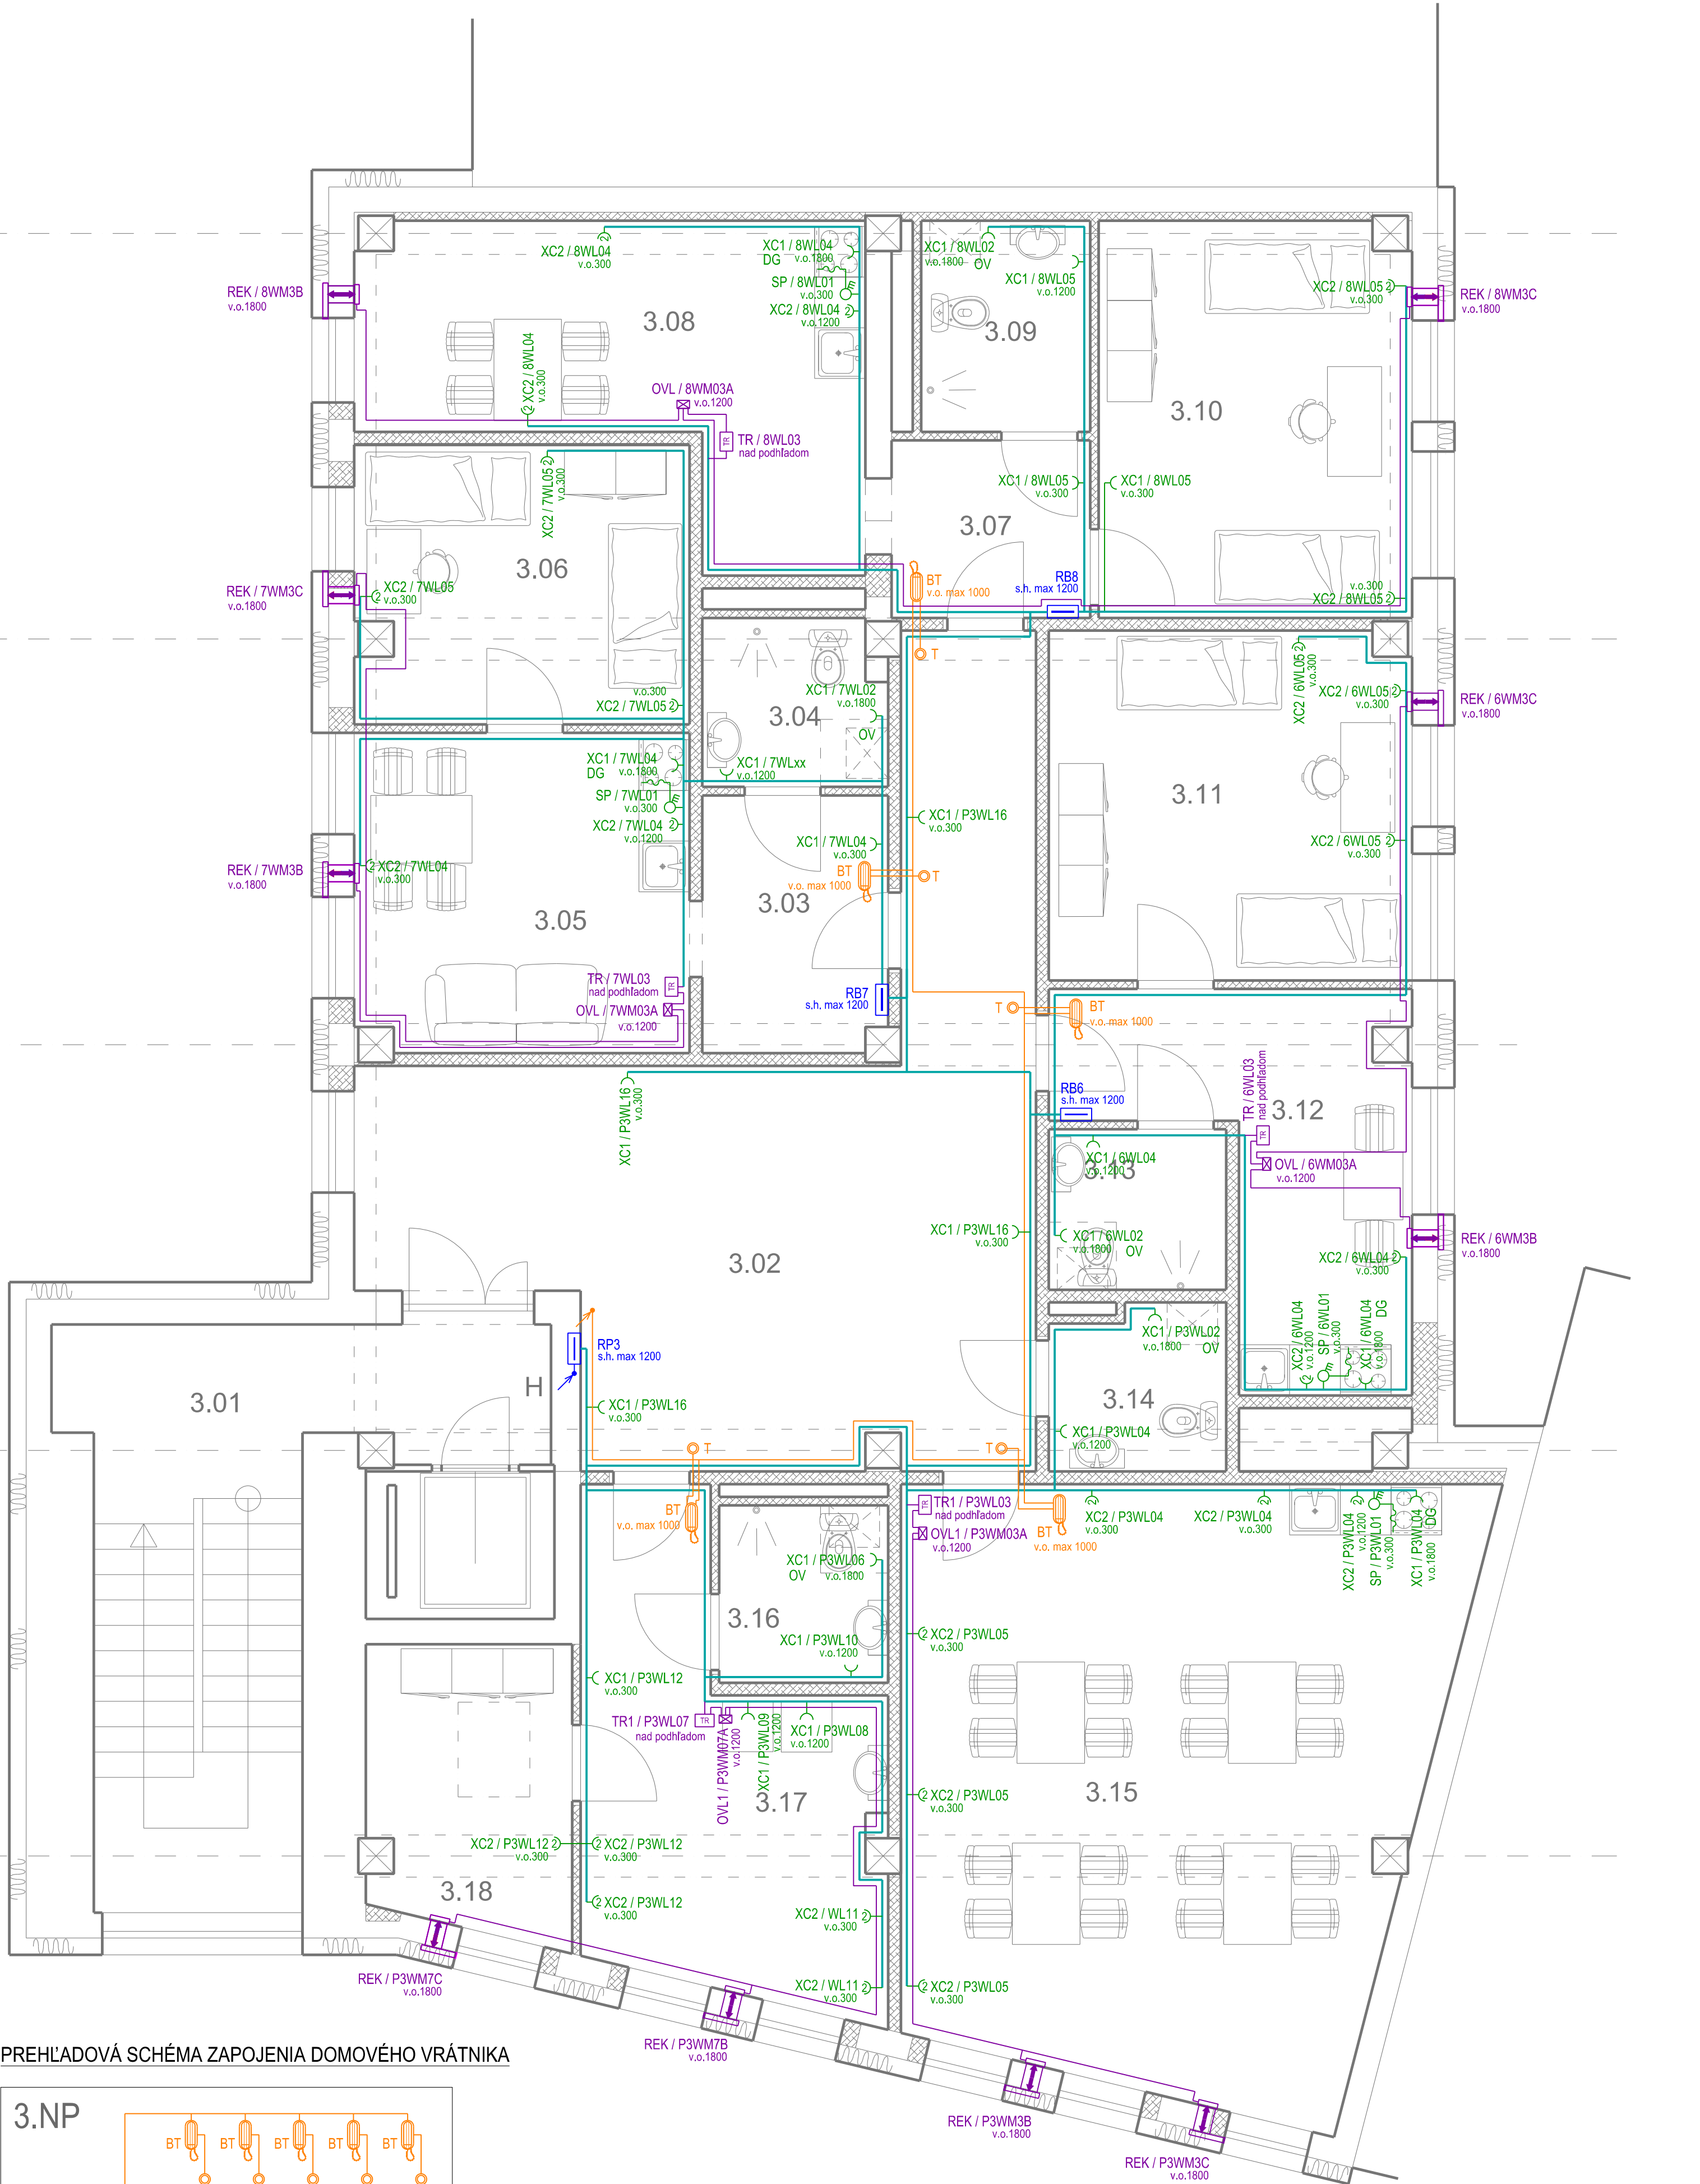 XC2 / 8WL04
v.o.300
XC1 / 8WL04
DG v.o.1800
SP / 8WL01
v.o.300
XC2 / 8WL04
v.o.1200
XC1 / 8WL02
v.o.1800
OV
XC1 / 8WL05
v.o.1200
XC2 / 8WL05
v.o.300
REK / 8WM3B
v.o.1800
REK / 8WM3C
v.o.1800
3.08
3.09
3.10
XC2 / 8WL04
v.o.300
OVL / 8WM03A
v.o.1200
TR
TR / 8WL03
nad podhľadom
XC2 / 7WL05
v.o.300
XC1 / 8WL05
v.o.300
XC1 / 8WL05
v.o.300
3.07
3.06
REK / 7WM3C
v.o.1800
XC2 / 7WL05
v.o.300
BT
v.o. max 1000
RB8
s.h. max 1200
v.o.300
XC2 / 8WL05
T
v.o.300
XC2 / 7WL05
XC1 / 7WL02
v.o.1800
OV
3.04
XC2 / 6WL05
v.o.300
XC2 / 6WL05
v.o.300
REK / 6WM3C
v.o.1800
XC1 / 7WL04
DG v.o.1800
SP / 7WL01
v.o.300
XC2 / 7WL04
v.o.1200
XC1 / 7WLxx
v.o.1200
3.11
XC1 / P3WL16
v.o.300
XC1 / 7WL04
v.o.300
XC2 / 6WL05
v.o.300
REK / 7WM3B
v.o.1800
XC2 / 7WL04
v.o.300
BT
v.o. max 1000
T
3.03
3.05
TR / 7WL03
nad podhľadom
TR
OVL / 7WM03A
v.o.1200
RB7
s.h. max 1200
T
BT
v.o. max 1000
XC1 / P3WL16
v.o.300
RB6
s.h. max 1200
TR / 6WL03
nad podhľadom
3.12
TR
OVL / 6WM03A
v.o.1200
XC1 / 6WL04
v.o.1200
3.13
XC1 / P3WL16
v.o.300
XC1 / 6WL02
v.o.1800
OV
REK / 6WM3B
v.o.1800
XC2 / 6WL04
v.o.300
3.02
XC2 / 6WL04
v.o.1200
SP / 6WL01
v.o.300
XC1 / 6WL04
v.o.1800
DG
XC1 / P3WL02
v.o.1800
OV
RP3
s.h. max 1200
H
3.01
3.14
XC1 / P3WL16
v.o.300
XC1 / P3WL04
v.o.1200
T
T
BT
v.o. max 1000
TR
TR1 / P3WL03
nad podhľadom
OVL1 / P3WM03A
v.o.1200
BT
v.o. max 1000
XC2 / P3WL04
v.o.300
XC2 / P3WL04
v.o.300
XC2 / P3WL04
v.o.1200
SP / P3WL01
v.o.300
XC1 / P3WL04
v.o.1800
DG
XC1 / P3WL06
OV v.o.1800
3.16
XC1 / P3WL10
v.o.1200
XC2 / P3WL05
v.o.300
XC1 / P3WL12
v.o.300
TR1 / P3WL07
nad podhľadom
TR
OVL1 / P3WM07A
v.o.1200
XC1 / P3WL09
v.o.1200
XC1 / P3WL08
v.o.1200
3.17
XC2 / P3WL05
v.o.300
3.15
XC2 / P3WL12
v.o.300
XC2 / P3WL12
v.o.300
3.18
XC2 / P3WL12
v.o.300
XC2 / WL11
v.o.300
XC2 / WL11
v.o.300
XC2 / P3WL05
v.o.300
REK / P3WM7C
v.o.1800
REK / P3WM7B
v.o.1800
PREHĽADOVÁ SCHÉMA ZAPOJENIA DOMOVÉHO VRÁTNIKA
REK / P3WM3B
v.o.1800
REK / P3WM3C
v.o.1800
3.NP
BT BT BT BT BT